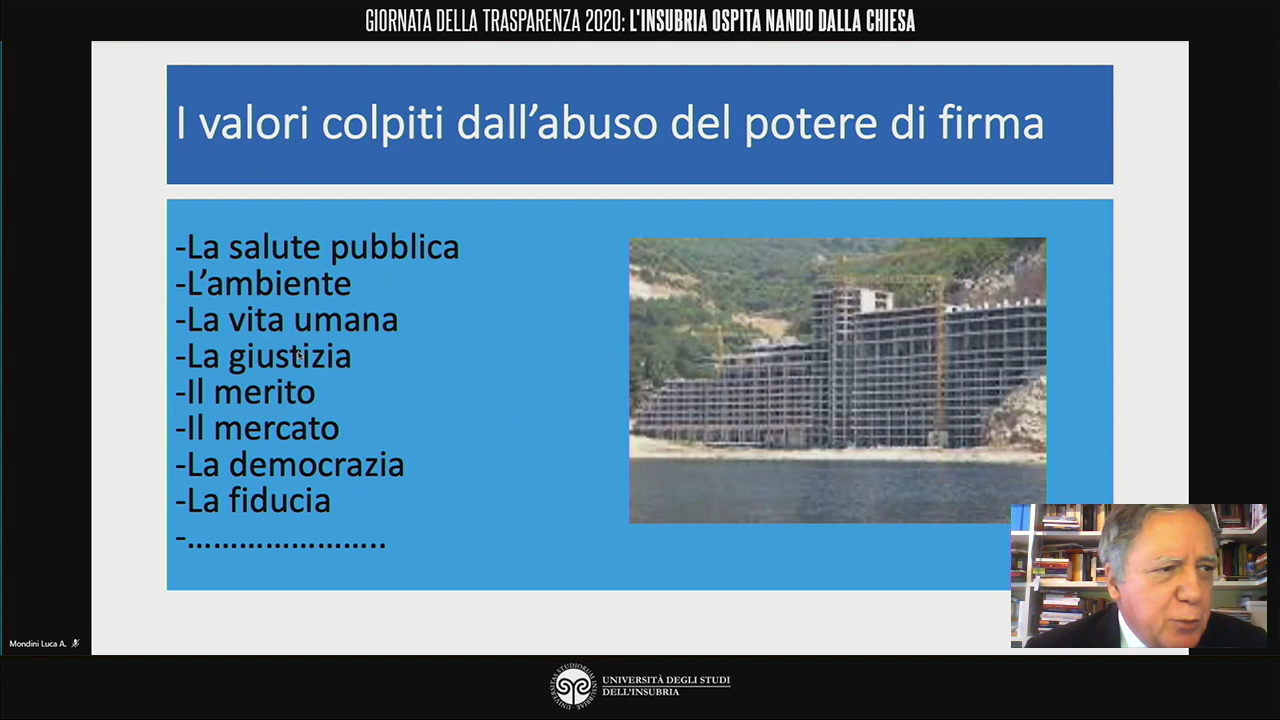 GIORNATA DELLA TRASPARENZA 2020: L'INSUBRIA OSPITA NANDO DALLA CHIESA
I valori colpiti dall'abuso del potere di firma
-La salute pubblica
-L'ambiente
-La vita umana
-La giustizia
-Il merito
-Il mercato
-La democrazia
-La fiducia
-…………………..
Mondini Luca A.
UNIVERSITÀ DEGLI STUDI
DELL'INSUBRIA